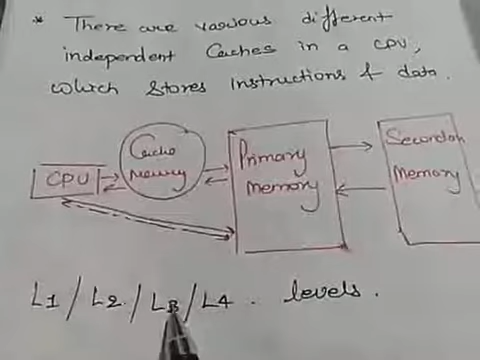 * There are various different
independent Caches in a CPU,
which stores instructions & data.
Cache
Memory
CPU
Primary
Memory
Secondary
Memory
L1 / L2 / L3 / L4 . levels.